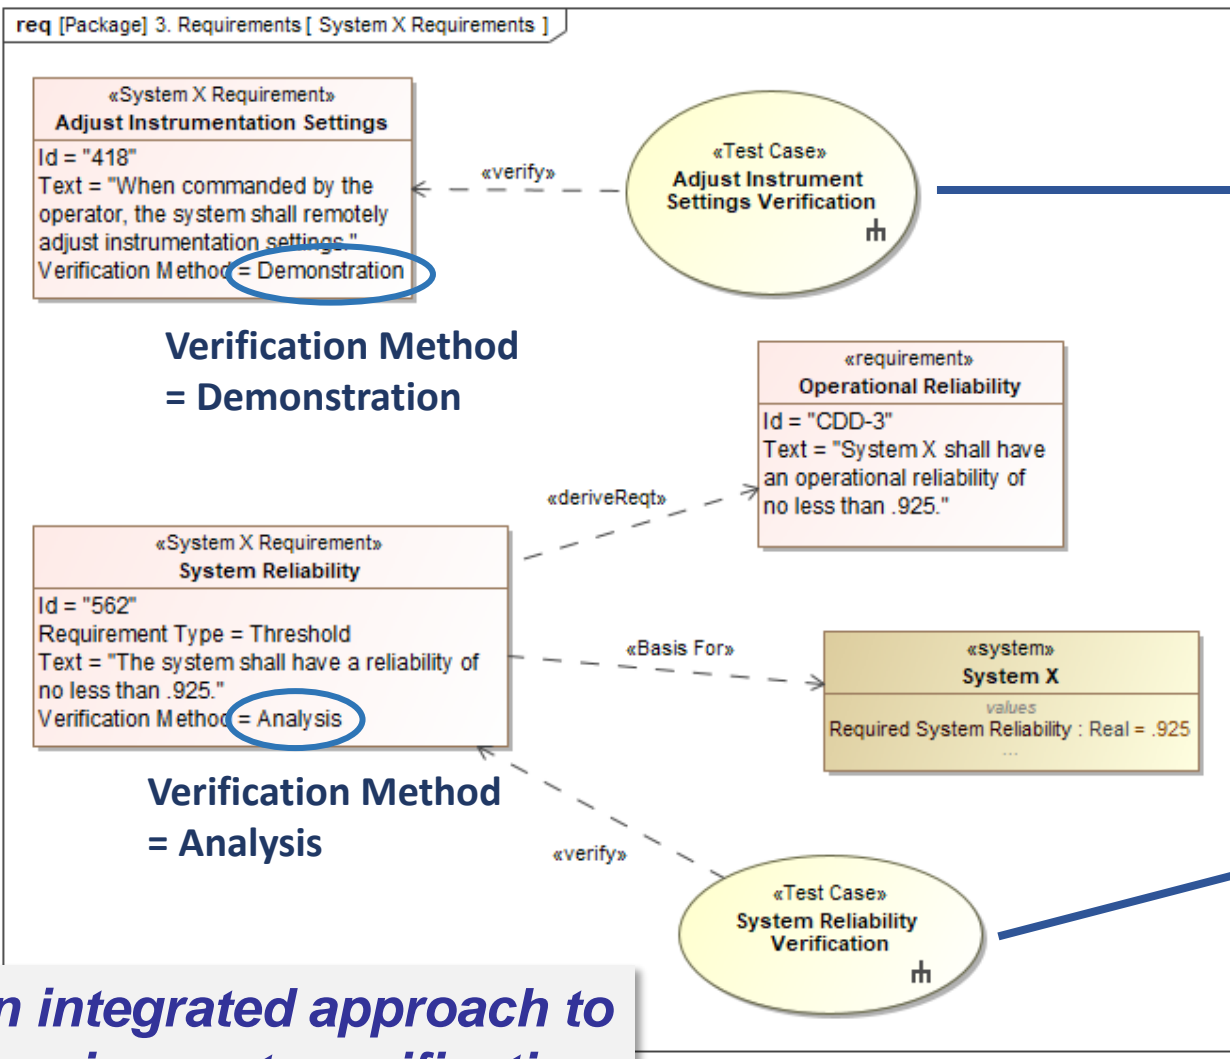 req [Package] 3. Requirements [ System X Requirements ]
«System X Requirement»
Adjust Instrumentation Settings
Id = "418"
Text = "When commanded by the
operator, the system shall remotely
adjust instrumentation settings."
Verification Method = Demonstration
«verify»
«Test Case»
Adjust Instrument
Settings Verification
Verification Method
= Demonstration
«requirement»
Operational Reliability
Id = "CDD-3"
Text = "System X shall have
an operational reliability of
no less than .925."
«deriveReqt»
«System X Requirement»
System Reliability
Id = "562"
Requirement Type = Threshold
Text = "The system shall have a reliability of
no less than .925."
Verification Method = Analysis
«Basis For»
«system»
System X
values
Required System Reliability : Real = .925
...
Verification Method
= Analysis
«verify»
«Test Case»
System Reliability
Verification
n integrated approach to